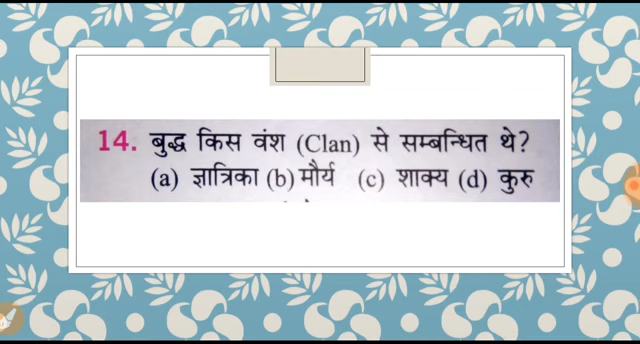 14. बुद्ध किस वंश (Clan) से सम्बन्धित थे?
(a) ज्ञात्रिका (b) मौर्य (c) शाक्य (d) कुरु